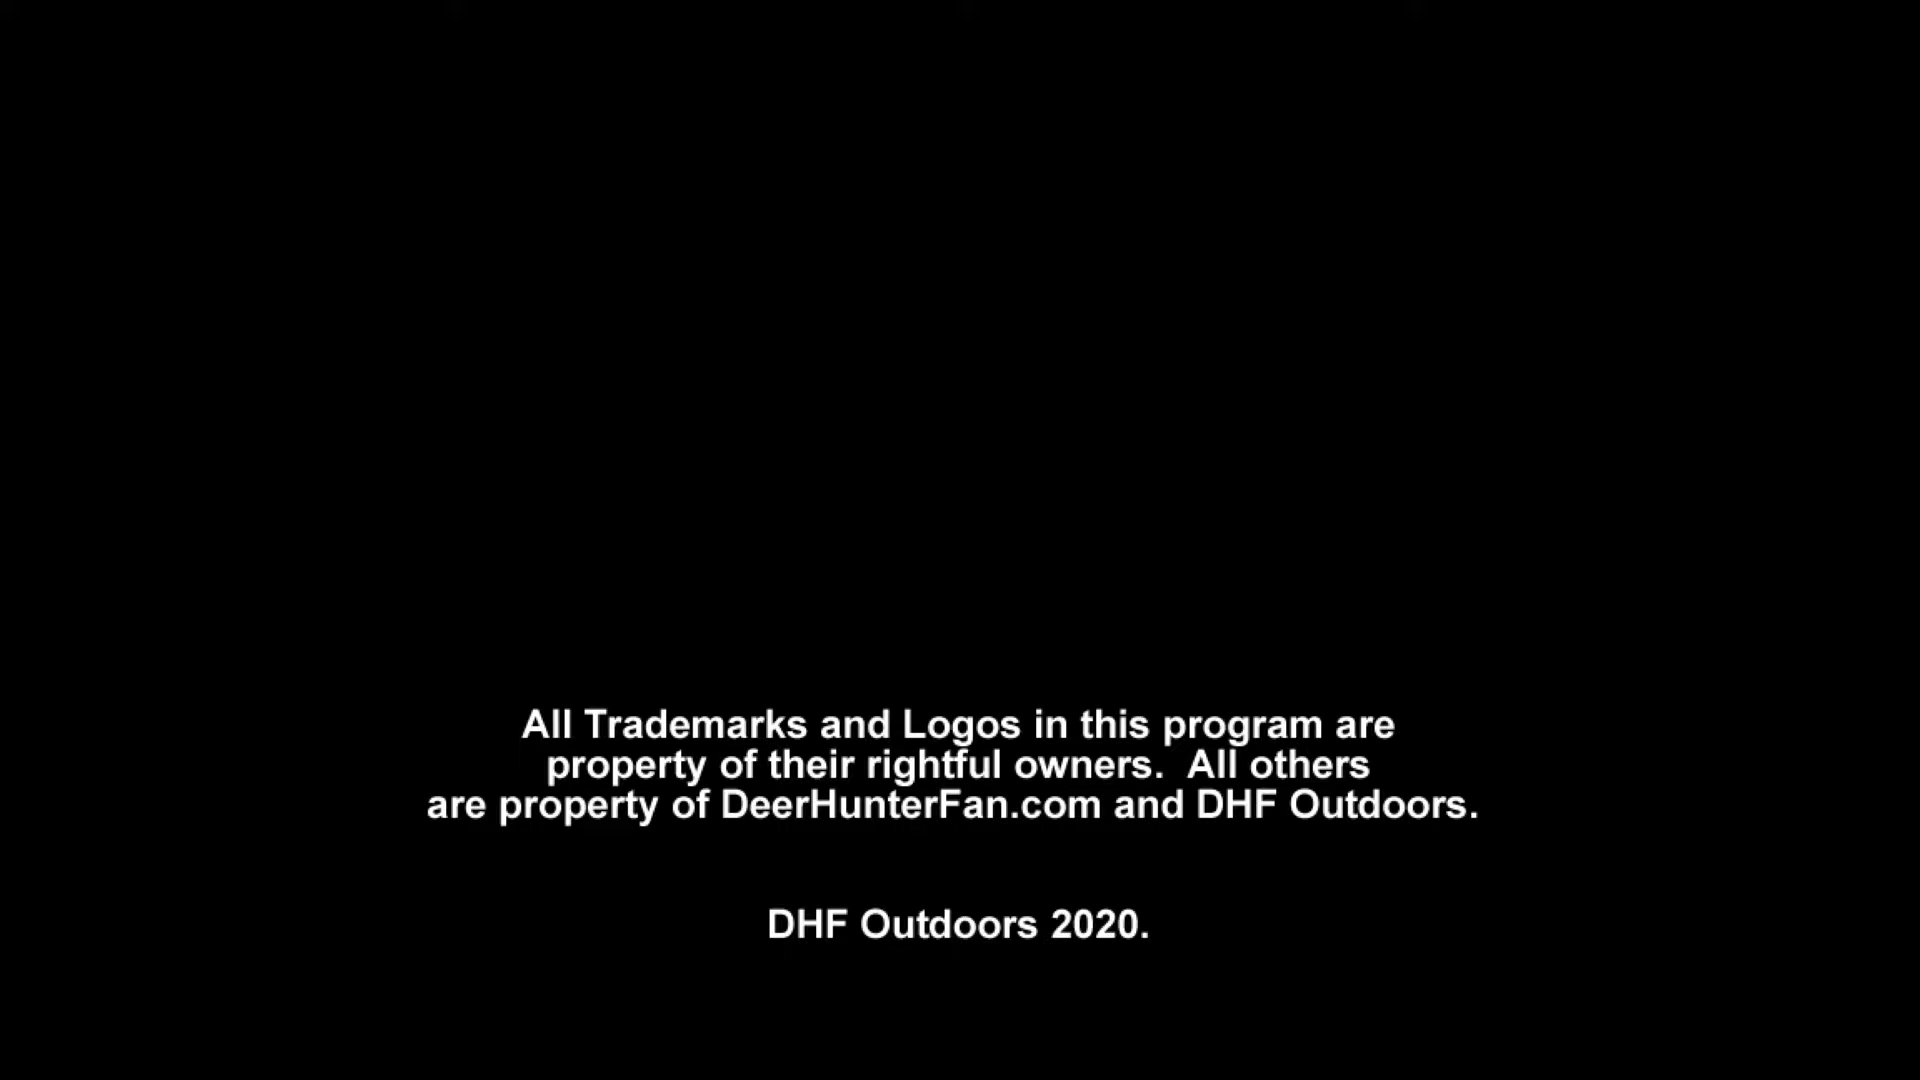 All Trademarks and Logos in this program are
property of their rightful owners.  All others
are property of DeerHunterFan.com and DHF Outdoors.
DHF Outdoors 2020.